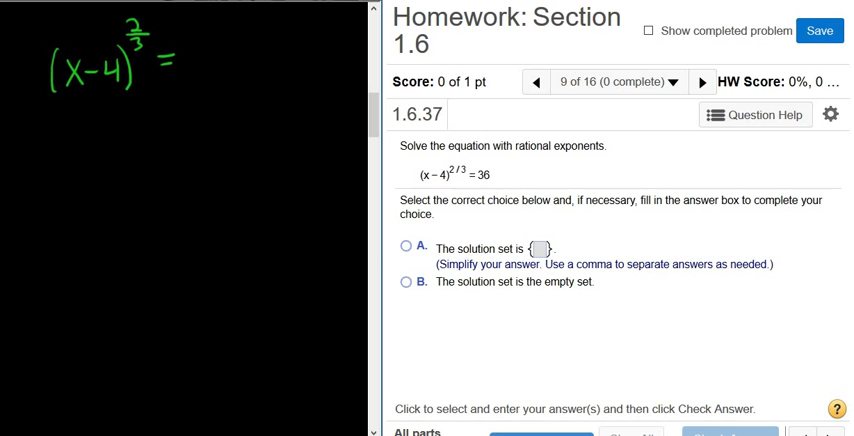 (x-4)^2/3 =
Homework: Section 1.6
Show completed problem
Save
Score: 0 of 1 pt
9 of 16 (0 complete)
HW Score: 0%, 0 ...
1.6.37
Question Help
Solve the equation with rational exponents.
(x − 4)^2/3 = 36
Select the correct choice below and, if necessary, fill in the answer box to complete your
choice.
A. The solution set is { }.
(Simplify your answer. Use a comma to separate answers as needed.)
B. The solution set is the empty set.
Click to select and enter your answer(s) and then click Check Answer.
?
All parts